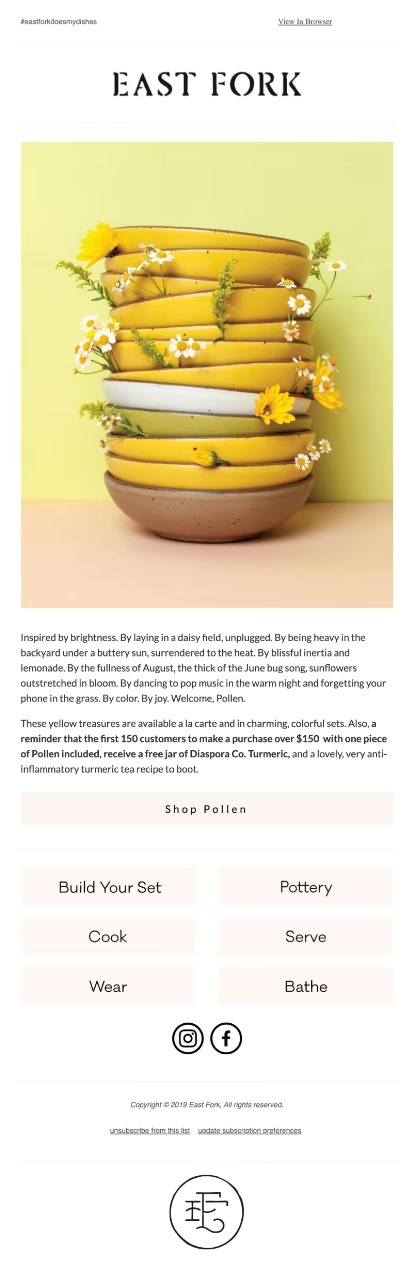 #eastforkdoesmydishes
View In Browser
EAST FORK
Inspired by brightness. By laying in a daisy field, unplugged. By being heavy in the
backyard under a buttery sun, surrendered to the heat. By blissful inertia and
lemonade. By the fullness of August, the thick of the June bug song, sunflowers
outstretched in bloom. By dancing to pop music in the warm night and forgetting your
phone in the grass. By color. By joy. Welcome, Pollen.
These yellow treasures are available a la carte and in charming, colorful sets. Also, a
reminder that the first 150 customers to make a purchase over $150 with one piece
of Pollen included, receive a free jar of Diaspora Co. Turmeric, and a lovely, very anti-
inflammatory turmeric tea recipe to boot.
Shop Pollen
Build Your Set
Pottery
Cook
Serve
Wear
Bathe
Copyright © 2019 East Fork, All rights reserved.
unsubscribe from this list update subscription preferences
EF